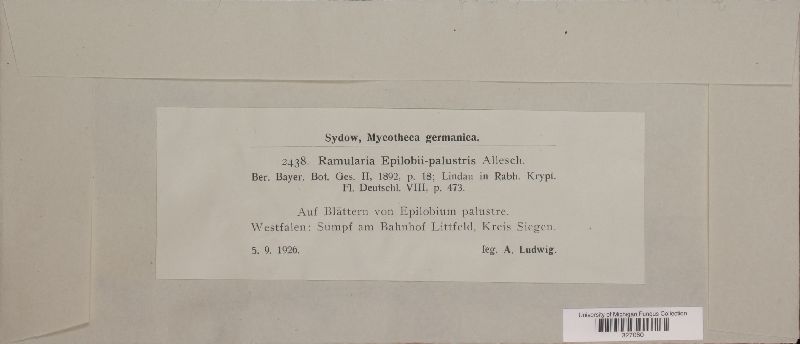 Sydow, Mycotheca germanica.
2438. Ramularia Epilobii-palustris Allesch.
Ber. Bayer. Bot. Ges. II, 1892, p. 18; Lindau in Rabh. Krypt.
Fl. Deutschl. VIII, p. 473.
Auf Blättern von Epilobium palustre.
Westfalen: Sumpf am Bahnhof Littfeld, Kreis Siegen.
5. 9. 1926. leg. A. Ludwig.
University of Michigan Fungus Collection
327060